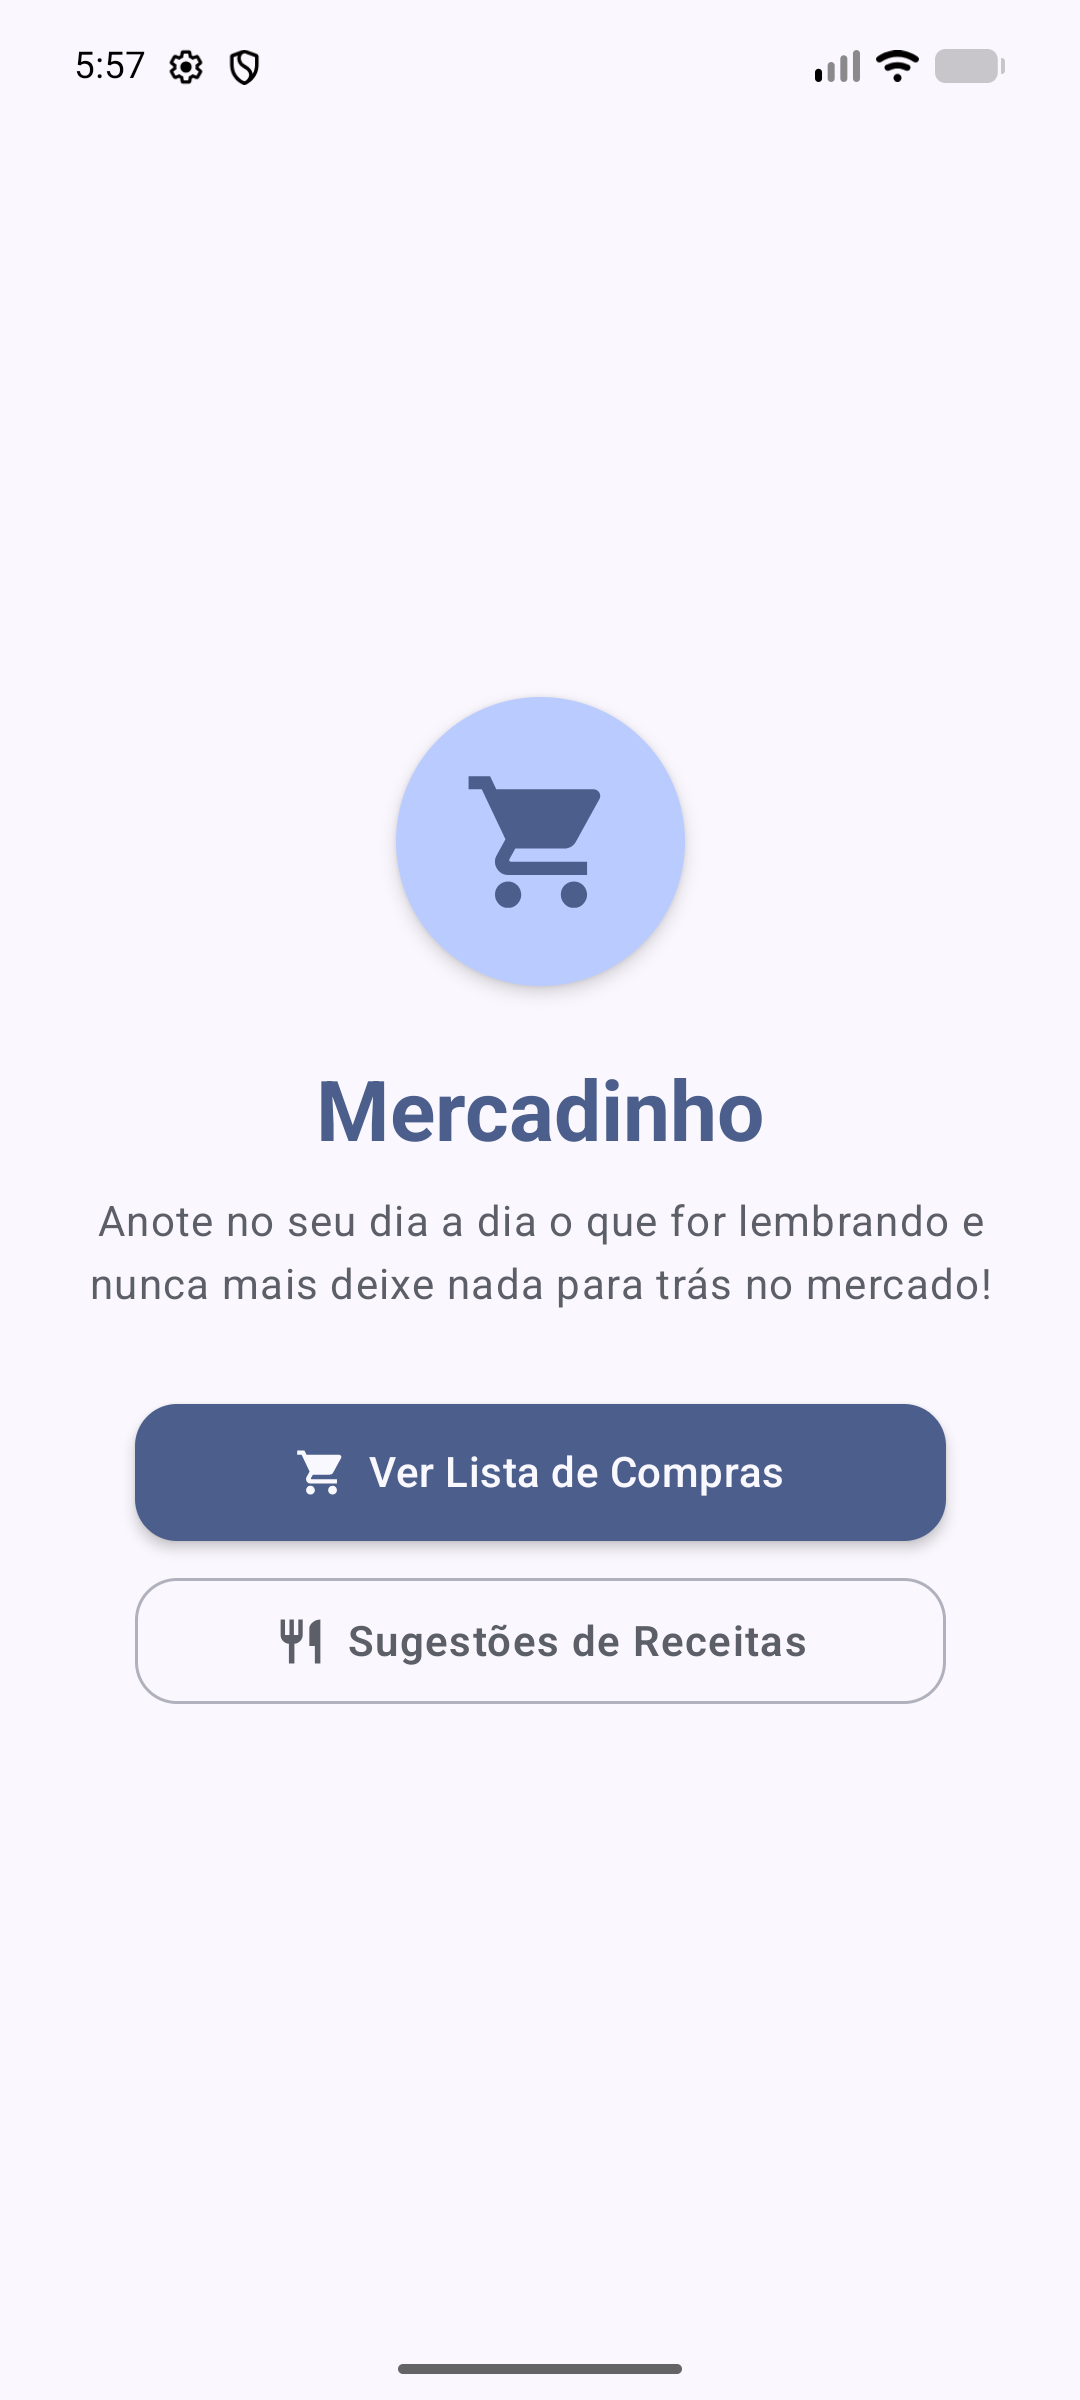 5:57
Mercadinho
Anote no seu dia a dia o que for lembrando e
nunca mais deixe nada para trás no mercado!
Ver Lista de Compras
Sugestões de Receitas